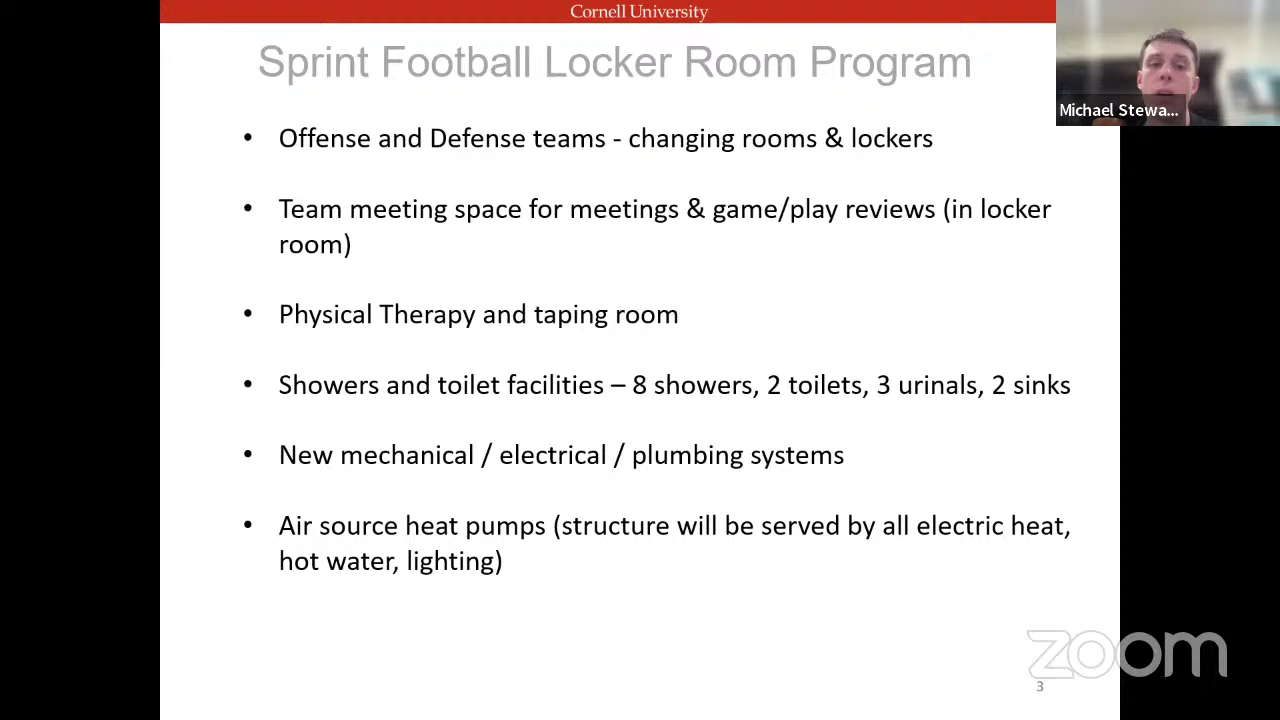 Cornell University
Sprint Football Locker Room Program
Michael Stewa...
• Offense and Defense teams - changing rooms & lockers
• Team meeting space for meetings & game/play reviews (in locker
room)
• Physical Therapy and taping room
• Showers and toilet facilities – 8 showers, 2 toilets, 3 urinals, 2 sinks
• New mechanical / electrical / plumbing systems
• Air source heat pumps (structure will be served by all electric heat,
hot water, lighting)
zoom
3